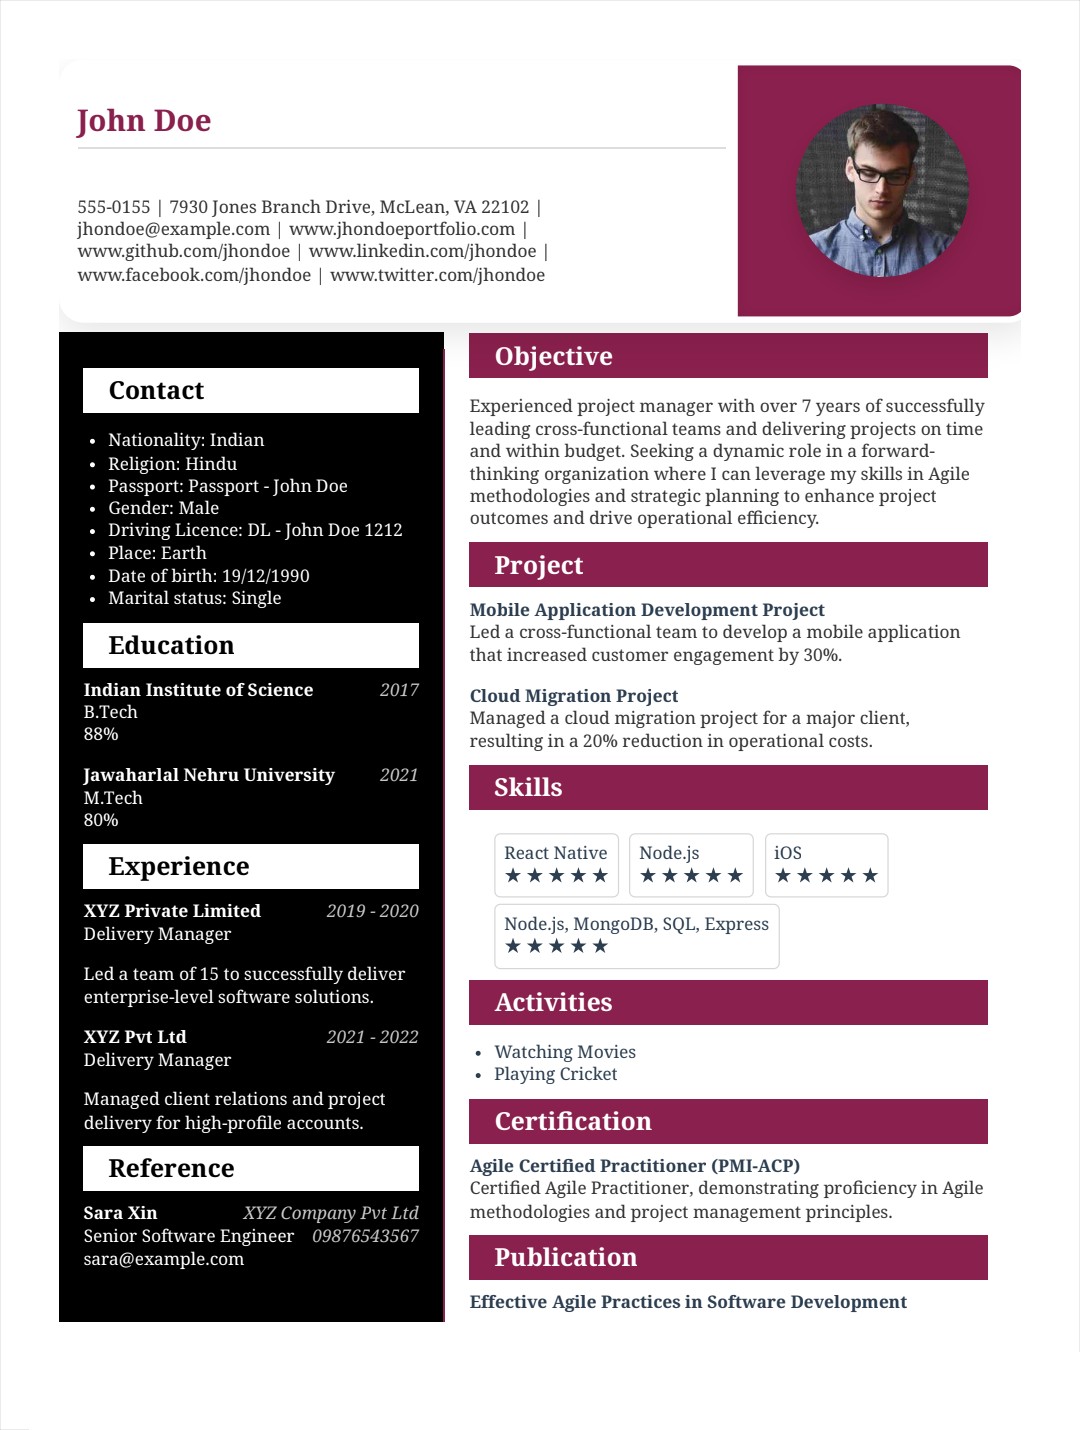 John Doe
555-0155 | 7930 Jones Branch Drive, McLean, VA 22102 |
jhondoe@example.com | www.jhondoeportfolio.com |
www.github.com/jhondoe | www.linkedin.com/jhondoe |
www.facebook.com/jhondoe | www.twitter.com/jhondoe
Contact
• Nationality: Indian
• Religion: Hindu
• Passport: Passport - John Doe
• Gender: Male
• Driving Licence: DL - John Doe 1212
• Place: Earth
• Date of birth: 19/12/1990
• Marital status: Single
Education
Indian Institute of Science 2017
B.Tech
88%
Jawaharlal Nehru University 2021
M.Tech
80%
Experience
XYZ Private Limited 2019 - 2020
Delivery Manager
Led a team of 15 to successfully deliver
enterprise-level software solutions.
XYZ Pvt Ltd 2021 - 2022
Delivery Manager
Managed client relations and project
delivery for high-profile accounts.
Reference
Sara Xin XYZ Company Pvt Ltd
Senior Software Engineer 09876543567
sara@example.com
Objective
Experienced project manager with over 7 years of successfully
leading cross-functional teams and delivering projects on time
and within budget. Seeking a dynamic role in a forward-
thinking organization where I can leverage my skills in Agile
methodologies and strategic planning to enhance project
outcomes and drive operational efficiency.
Project
Mobile Application Development Project
Led a cross-functional team to develop a mobile application
that increased customer engagement by 30%.
Cloud Migration Project
Managed a cloud migration project for a major client,
resulting in a 20% reduction in operational costs.
Skills
React Native Node.js iOS
★★★★★ ★★★★★ ★★★★★
Node.js, MongoDB, SQL, Express
★★★★★
Activities
• Watching Movies
• Playing Cricket
Certification
Agile Certified Practitioner (PMI-ACP)
Certified Agile Practitioner, demonstrating proficiency in Agile
methodologies and project management principles.
Publication
Effective Agile Practices in Software Development